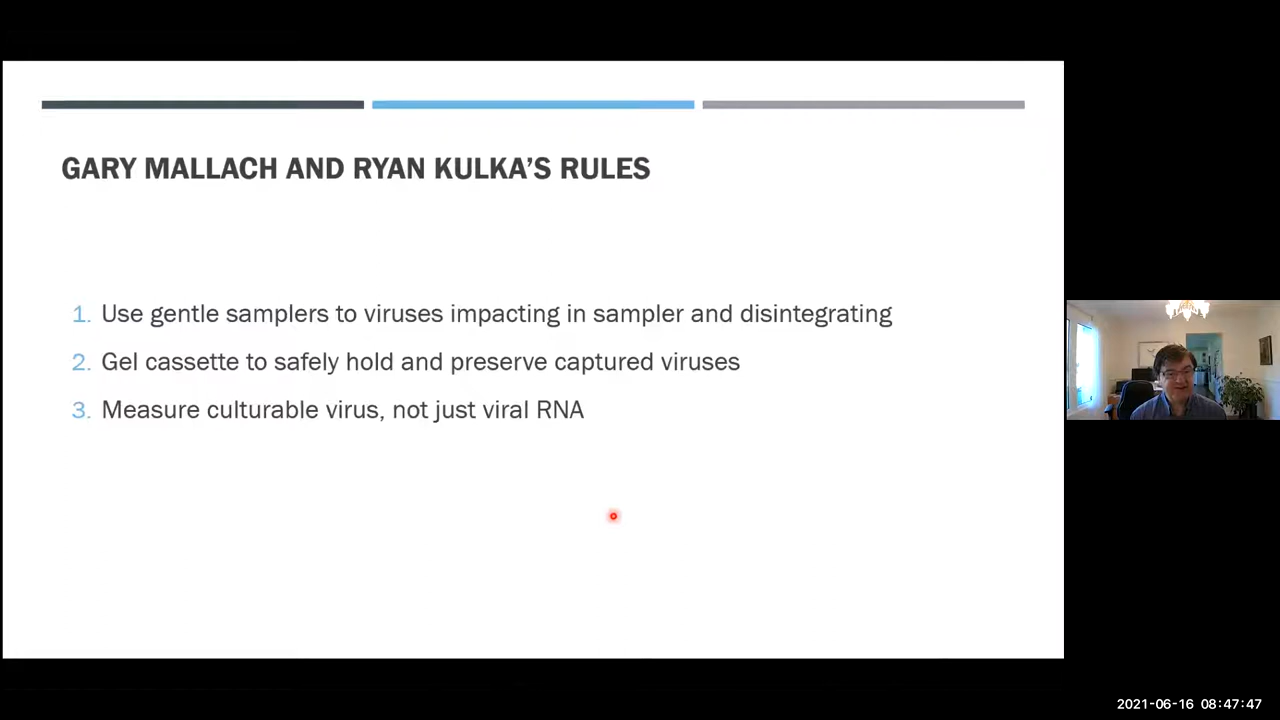 GARY MALLACH AND RYAN KULKA’S RULES
1. Use gentle samplers to viruses impacting in sampler and disintegrating
2. Gel cassette to safely hold and preserve captured viruses
3. Measure culturable virus, not just viral RNA
2021-06-16 08:47:47